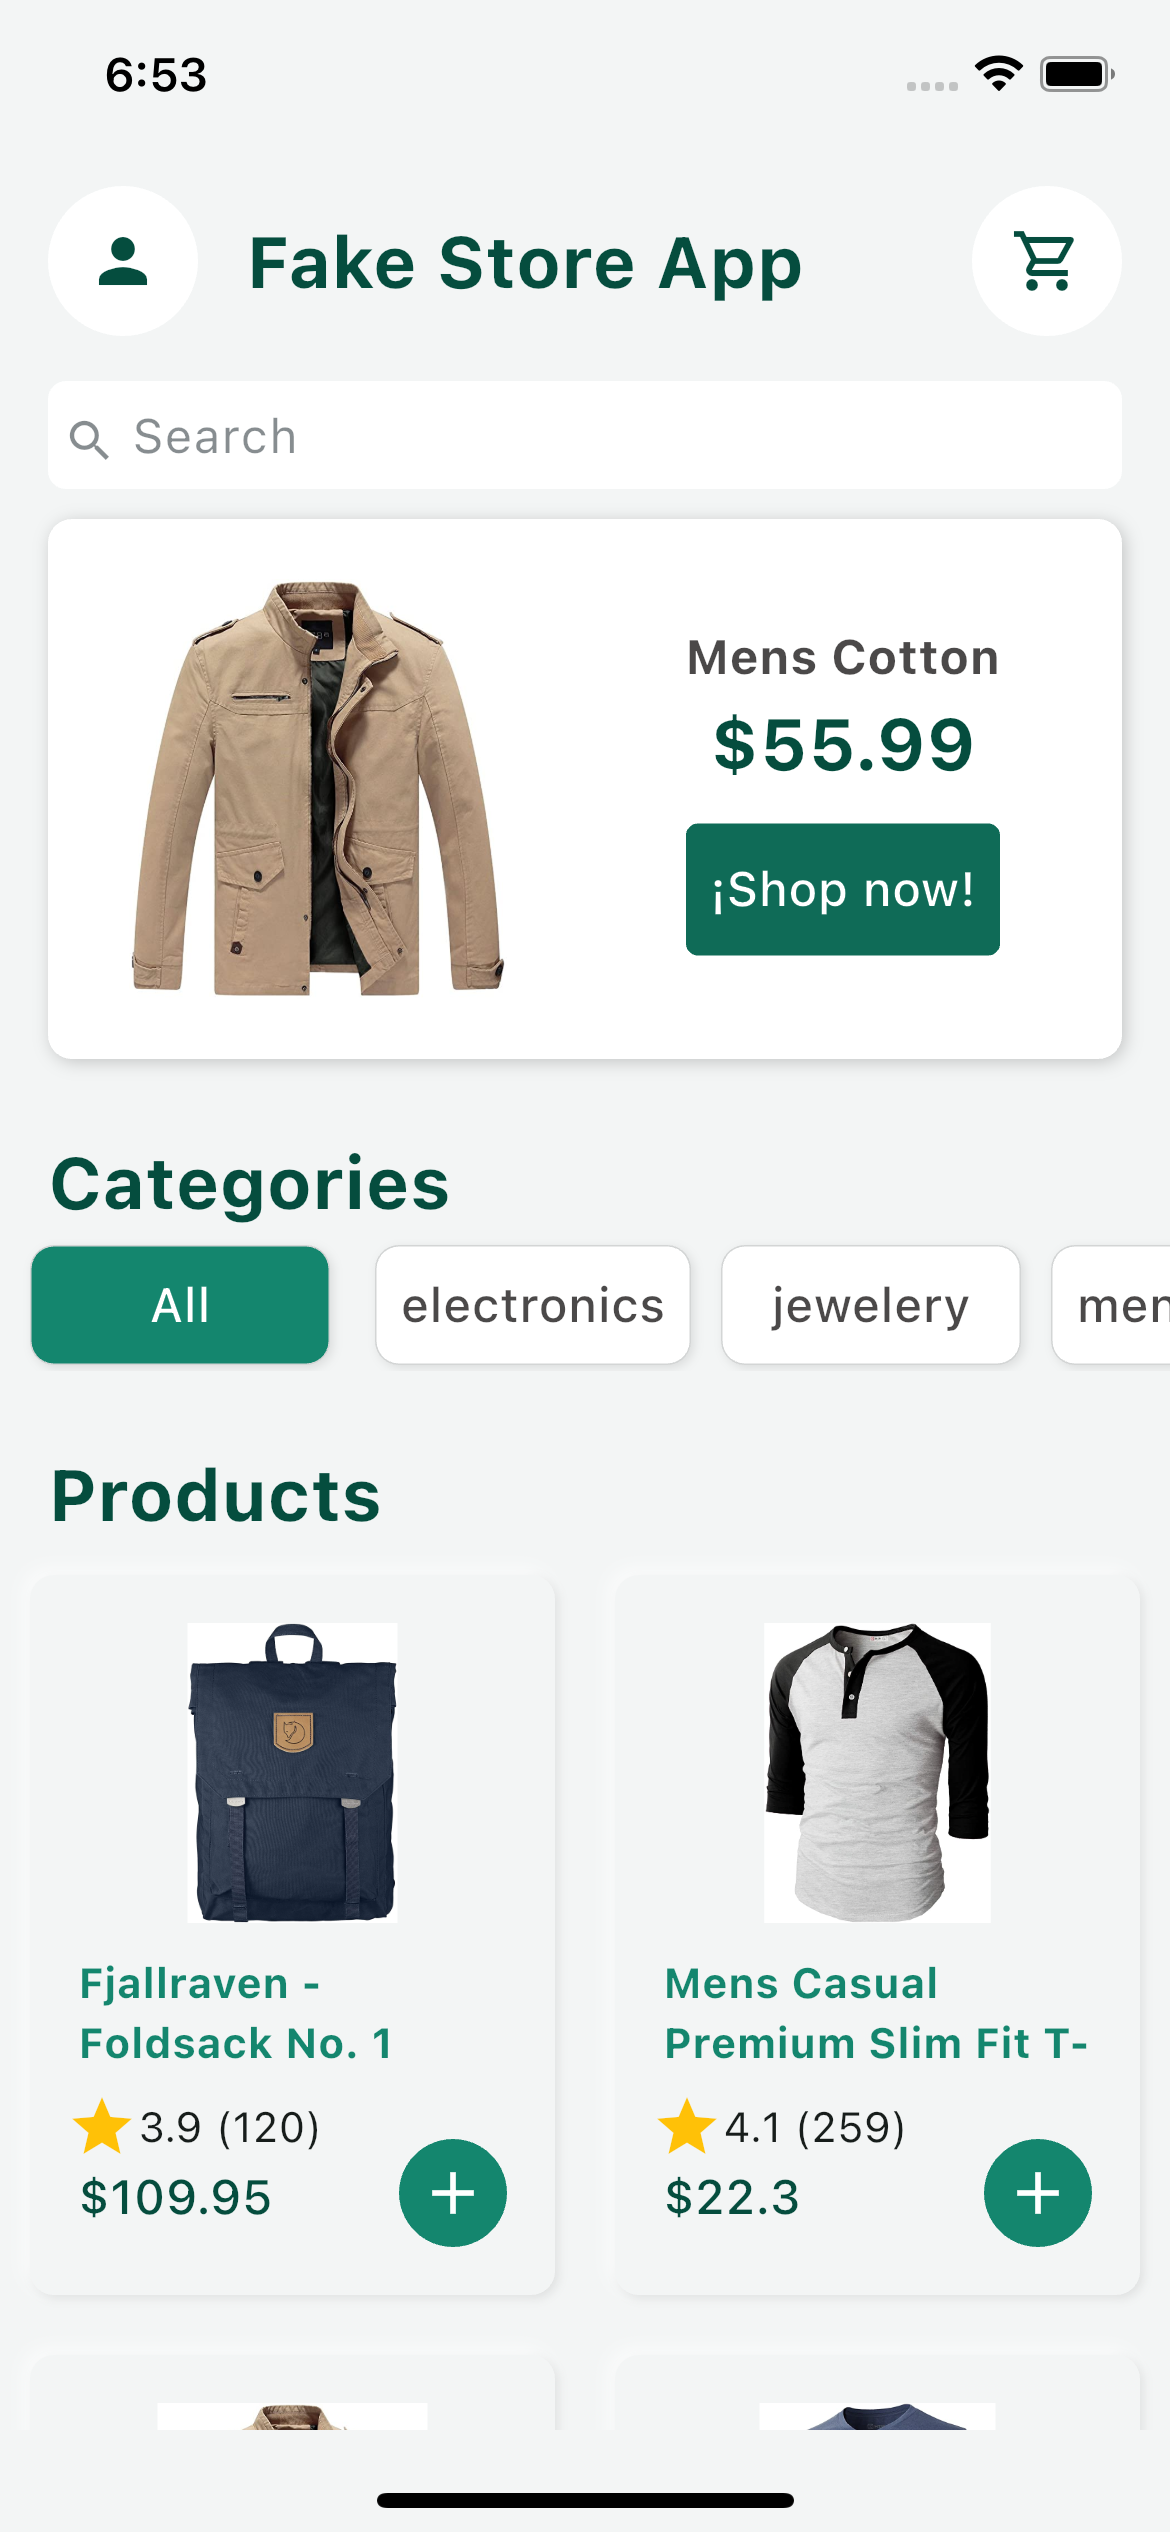 6:53
Fake Store App
Search
Mens Cotton
$55.99
¡Shop now!
Categories
All
electronics
jewelery
men
Products
Fjallraven -
Foldsack No. 1
3.9 (120)
$109.95
Mens Casual
Premium Slim Fit T-
4.1 (259)
$22.3